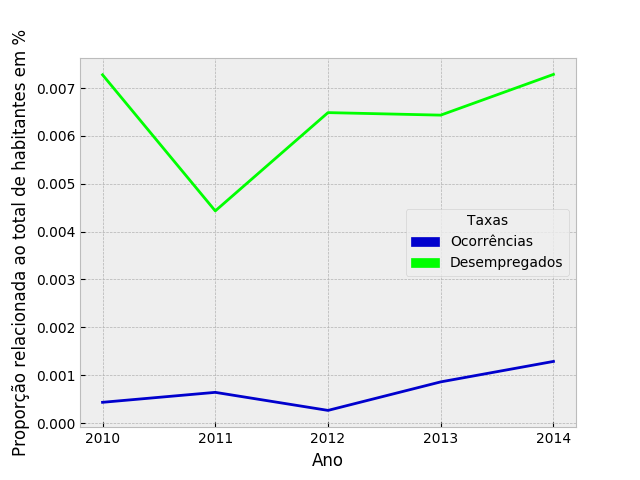 Proporção relacionada ao total de habitantes em %
0.007
0.006
0.005
0.004
0.003
0.002
0.001
0.000
Taxas
Ocorrências
Desempregados
2010 2011 2012 2013 2014
Ano